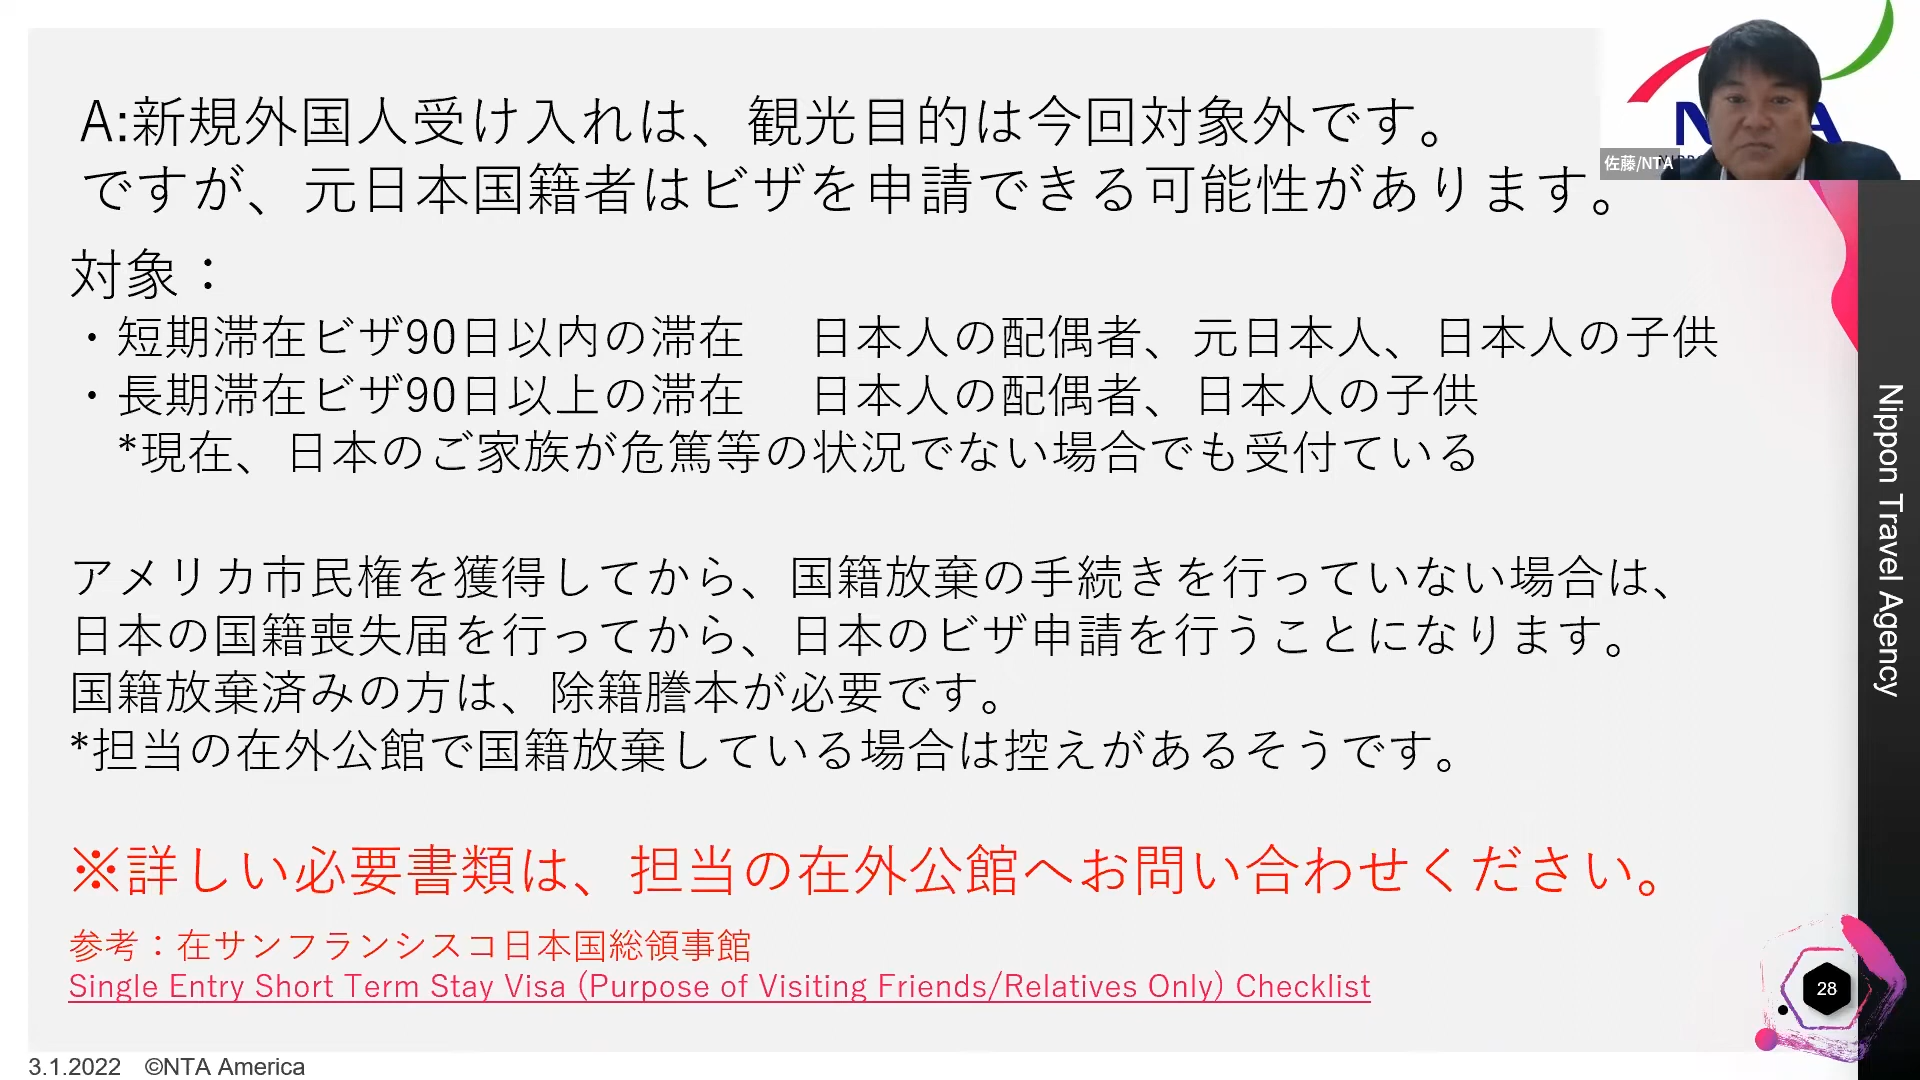 A:新規外国人受け入れは、観光目的は今回対象外です。
ですが、元日本国籍者はビザを申請できる可能性があります。
対象：
・短期滞在ビザ90日以内の滞在　日本人の配偶者、元日本人、日本人の子供
・長期滞在ビザ90日以上の滞在　日本人の配偶者、日本人の子供
*現在、日本のご家族が危篤等の状況でない場合でも受付ている
アメリカ市民権を獲得してから、国籍放棄の手続きを行っていない場合は、
日本の国籍喪失届を行ってから、日本のビザ申請を行うことになります。
国籍放棄済みの方は、除籍謄本が必要です。
*担当の在外公館で国籍放棄している場合は控えがあるそうです。
※詳しい必要書類は、担当の在外公館へお問い合わせください。
参考：在サンフランシスコ日本国総領事館
Single Entry Short Term Stay Visa (Purpose of Visiting Friends/Relatives Only) Checklist
佐藤/NTA
Nippon Travel Agency
28
3.1.2022 ©NTA America